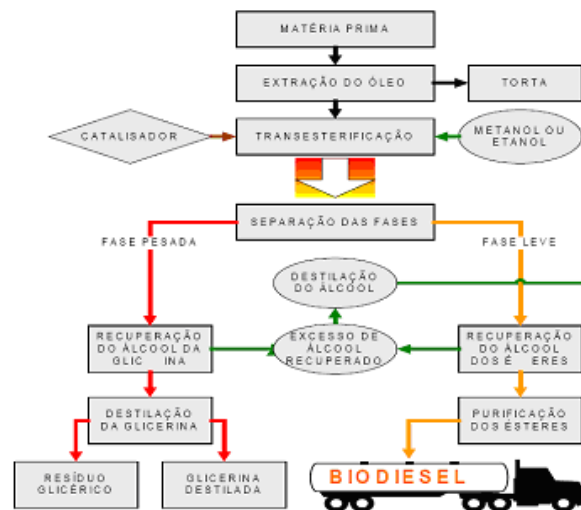 MATÉRIA PRIMA
EXTRAÇÃO DO ÓLEO
TORTA
CATALISADOR
TRANSESTERIFICAÇÃO
METANOL OU
ETANOL
SEPARAÇÃO DAS FASES
FASE PESADA
FASE LEVE
DESTILAÇÃO
DO ÁLCOOL
RECUPERAÇÃO
DO ÁLCOOL DA
EXCESSO DE
ÁLCOOL
RECUPERADO
RECUPERAÇÃO
DO ÁLCOOL
DESTILAÇÃO
DA GLICERINA
PURIFICAÇÃO
DOS ÉSTERES
RESÍDUO
GLICÉRICO
GLICERINA
DESTILADA
BIODIESEL